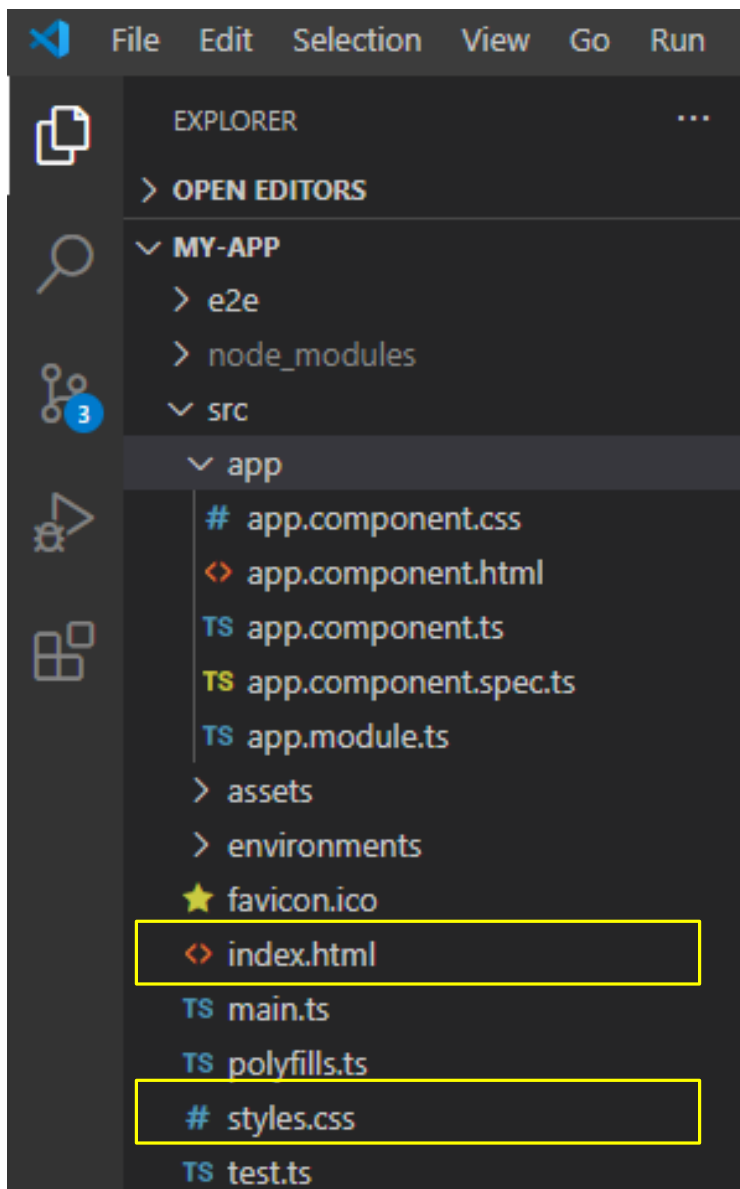 File Edit Selection View Go Run
EXPLORER ...
> OPEN EDITORS
MY-APP
> e2e
> node_modules
3
src
app
# app.component.css
<> app.component.html
TS app.component.ts
TS app.component.spec.ts
TS app.module.ts
> assets
> environments
favicon.ico
<> index.html
TS main.ts
TS polyfills.ts
# styles.css
TS test.ts